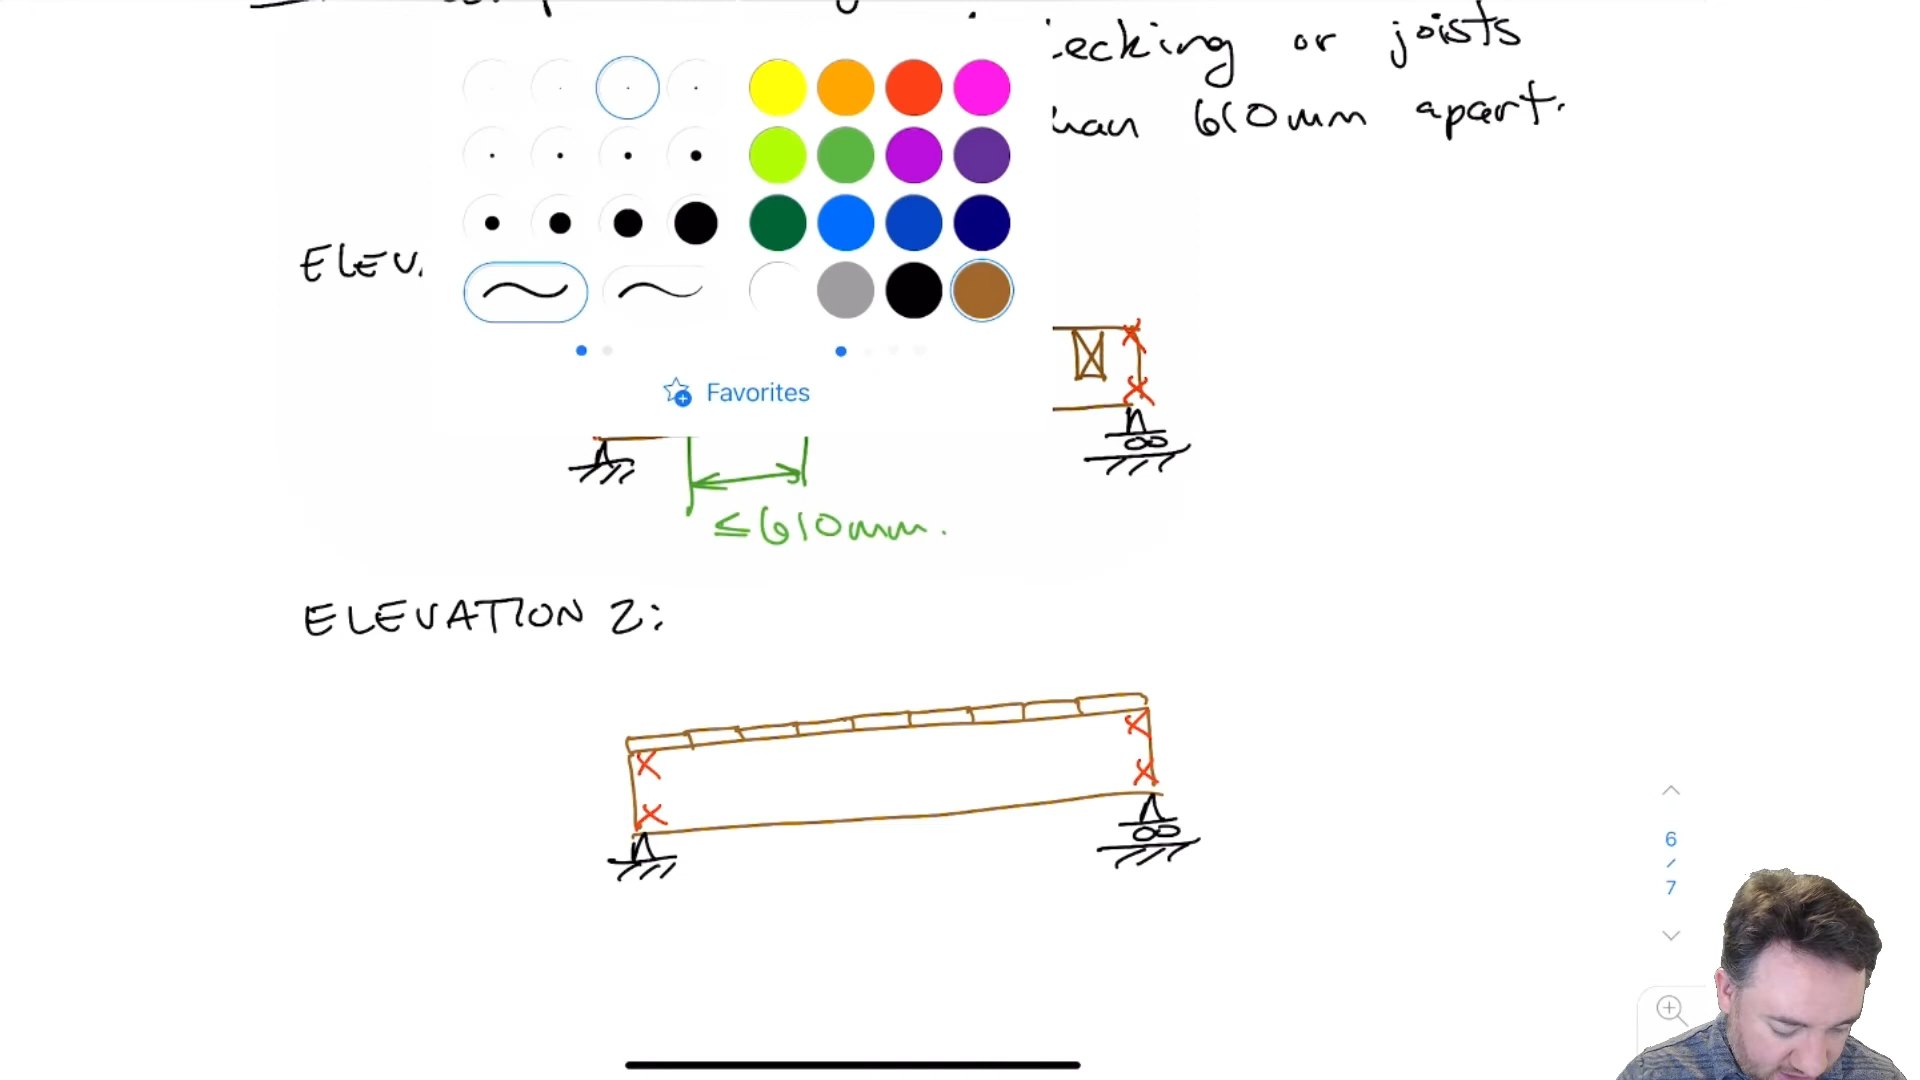 ecking or joists
han 610mm apart.
ELEV.
Favorites
≤610mm.
ELEVATION 2:
6
/
7